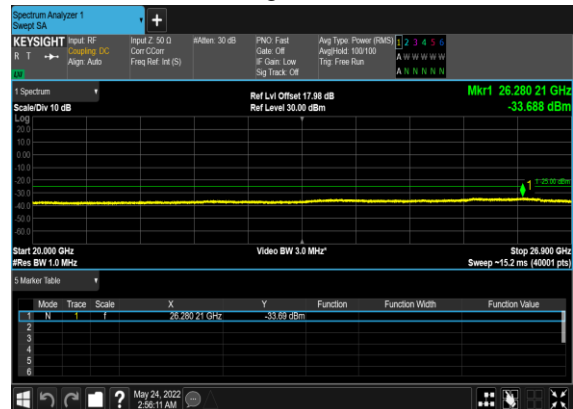 Spectrum Analyzer 1
Swept SA
+
KEYSIGHT
R T
LW
Input: RF
Coupling: DC
Align: Auto
Input Z: 50 Ω
Corr CCorr
Freq Ref: Int (S)
#Atten: 30 dB
PNO: Fast
Gate: Off
IF Gain: Low
Sig Track: Off
Avg Type: Power (RMS)
Avg|Hold: 100/100
Trig: Free Run
1 2 3 4 5 6
A W W W W W
A N N N N N
1 Spectrum
Scale/Div 10 dB
Ref Lvl Offset 17.98 dB
Ref Level 30.00 dBm
Mkr1 26.280 21 GHz
-33.688 dBm
Log
20.0
10.0
0.00
-10.0
-20.0
-30.0
-40.0
-50.0
-60.0
1
-25.00 dBm
Start 20.000 GHz
#Res BW 1.0 MHz
Video BW 3.0 MHz*
Stop 26.900 GHz
Sweep ~15.2 ms (40001 pts)
5 Marker Table
Mode Trace Scale X Y Function Function Width Function Value
1 N 1 f 26.280 21 GHz -33.69 dBm
2
3
4
5
6
?
May 24, 2022
2:56:11 AM